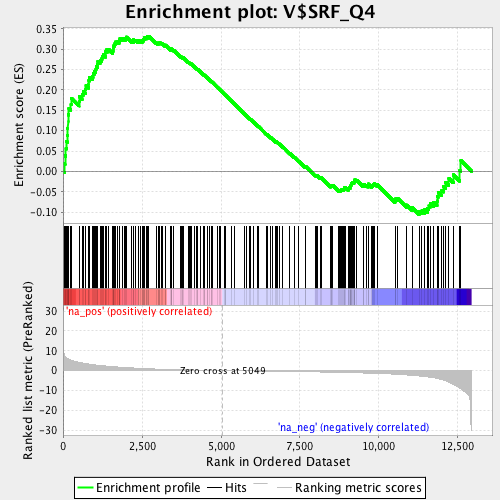 Enrichment plot: V$SRF_Q4
Enrichment score (ES)
0.35
0.30
0.25
0.20
0.15
0.10
0.05
0.00
-0.05
-0.10
'na_pos' (positively correlated)
Ranked list metric (PreRanked)
30
20
10
0
-10
-20
-30
Zero cross at 5049
'na_neg' (negatively correlated)
0
2,500
5,000
7,500
10,000
12,500
Rank in Ordered Dataset
Enrichment profile
Hits
Ranking metric scores